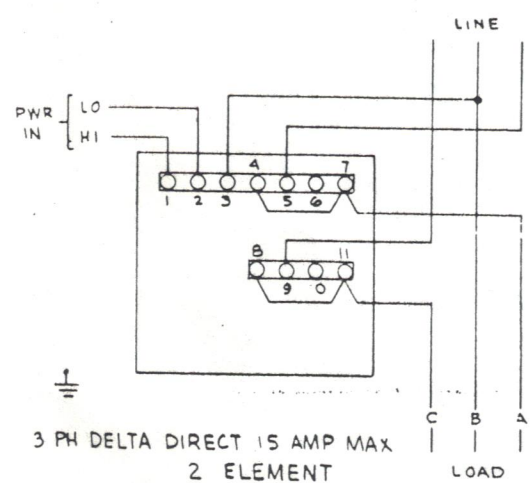 LINE
PWR IN
LO
HI
4 7
1 2 3 5 6
8 11
9 0
C B A
3 PH DELTA DIRECT 15 AMP MAX
2 ELEMENT
LOAD